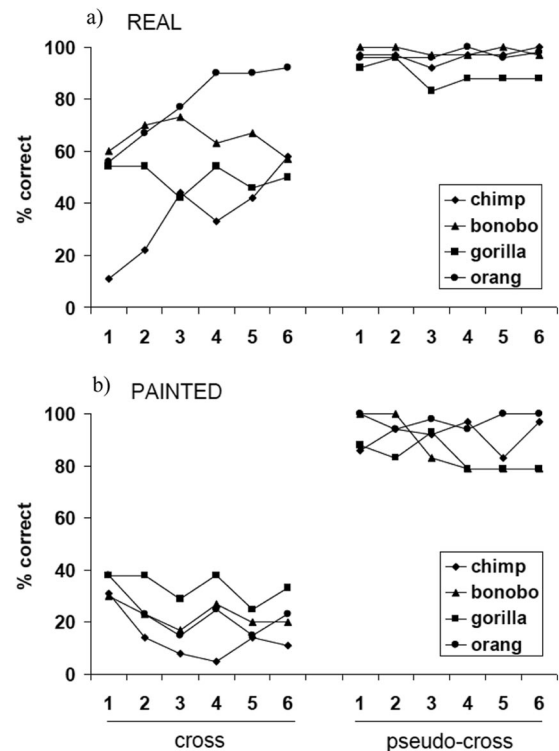 a) REAL
% correct
100
80
60
40
20
0
chimp
bonobo
gorilla
orang
1 2 3 4 5 6 1 2 3 4 5 6
b) PAINTED
% correct
100
80
60
40
20
0
chimp
bonobo
gorilla
orang
1 2 3 4 5 6 1 2 3 4 5 6
cross pseudo-cross